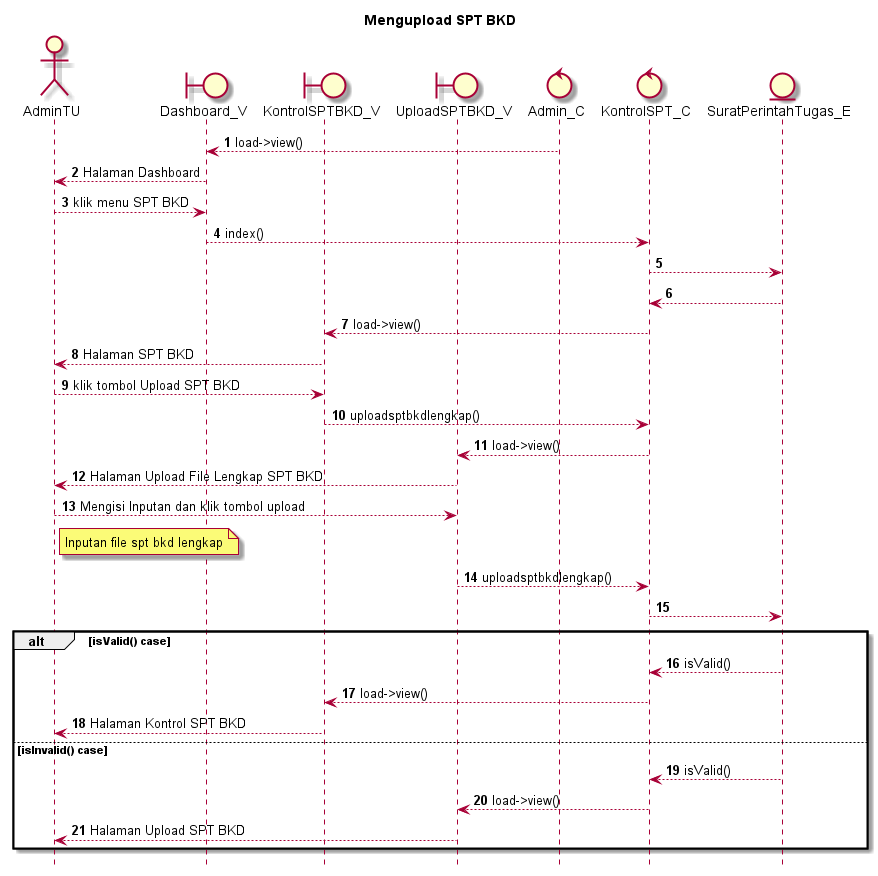 Mengupload SPT BKD
AdminTU
Dashboard_V
KontrolSPTBKD_V
UploadSPTBKD_V
Admin_C
KontrolSPT_C
SuratPerintahTugas_E
1 load->view()
2 Halaman Dashboard
3 klik menu SPT BKD
4 index()
5
6
7 load->view()
8 Halaman SPT BKD
9 klik tombol Upload SPT BKD
10 uploadsptbkdlengkap()
11 load->view()
12 Halaman Upload File Lengkap SPT BKD
13 Mengisi Inputan dan klik tombol upload
Inputan file spt bkd lengkap
14 uploadsptbkdlengkap()
15
alt [isValid() case]
16 isValid()
17 load->view()
18 Halaman Kontrol SPT BKD
[isInvalid() case]
19 isValid()
20 load->view()
21 Halaman Upload SPT BKD